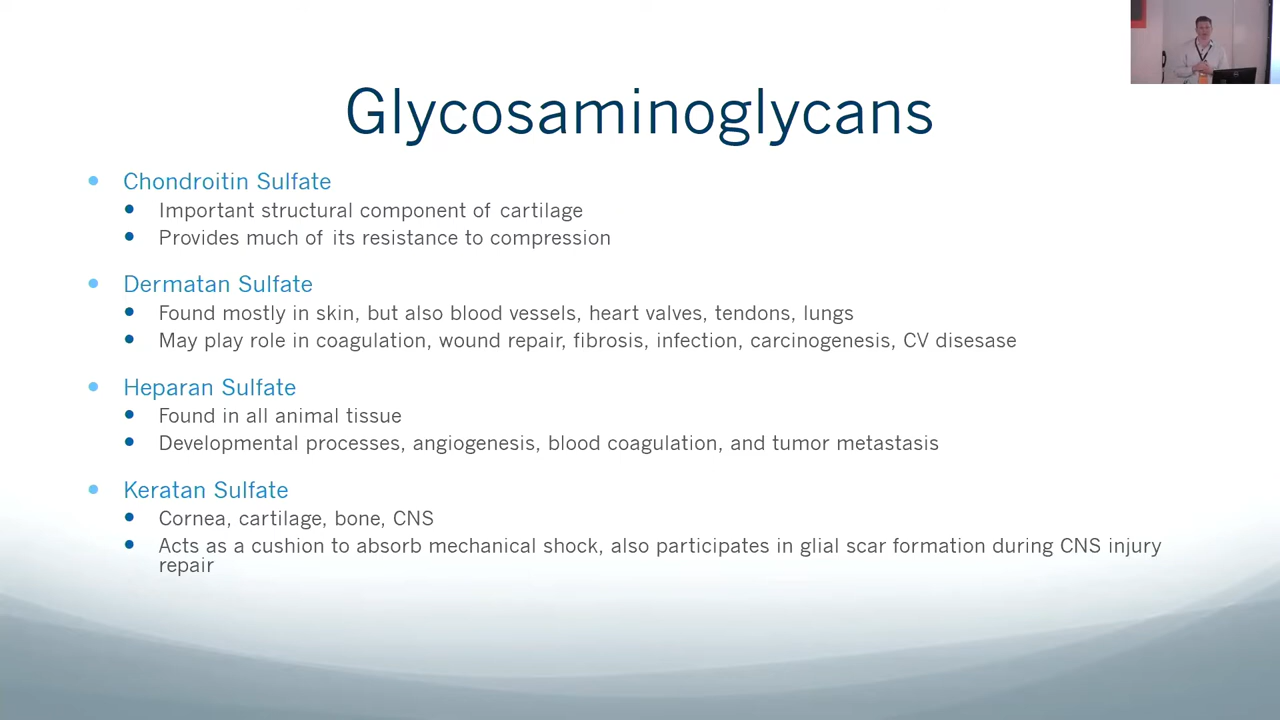 Glycosaminoglycans
Chondroitin Sulfate
Important structural component of cartilage
Provides much of its resistance to compression
Dermatan Sulfate
Found mostly in skin, but also blood vessels, heart valves, tendons, lungs
May play role in coagulation, wound repair, fibrosis, infection, carcinogenesis, CV disesase
Heparan Sulfate
Found in all animal tissue
Developmental processes, angiogenesis, blood coagulation, and tumor metastasis
Keratan Sulfate
Cornea, cartilage, bone, CNS
Acts as a cushion to absorb mechanical shock, also participates in glial scar formation during CNS injury
repair